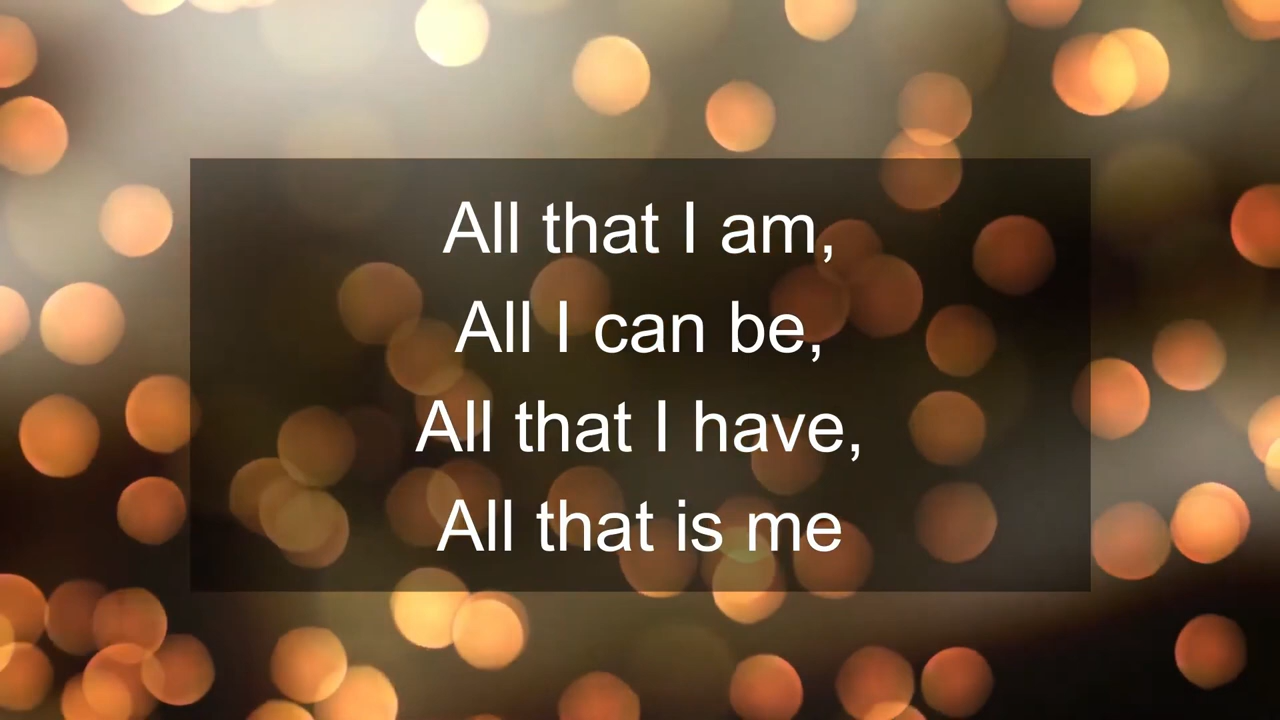 All that I am,
All I can be,
All that I have,
All that is me